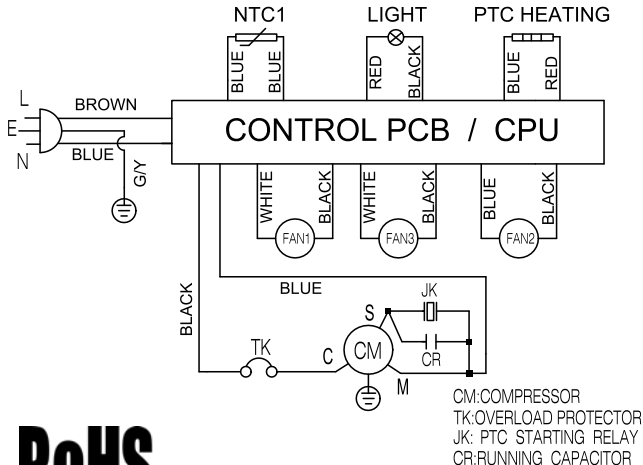 NTC1 LIGHT PTC HEATING
BLUE BLUE RED BLACK BLUE RED
L BROWN
E
N BLUE G/Y
CONTROL PCB / CPU
WHITE BLACK WHITE BLACK BLUE BLACK
FAN1 FAN3 FAN2
BLACK BLUE
S JK
TK C CM CR
M
CM:COMPRESSOR
TK:OVERLOAD PROTECTOR
JK: PTC STARTING RELAY
CR:RUNNING CAPACITOR
RoHS